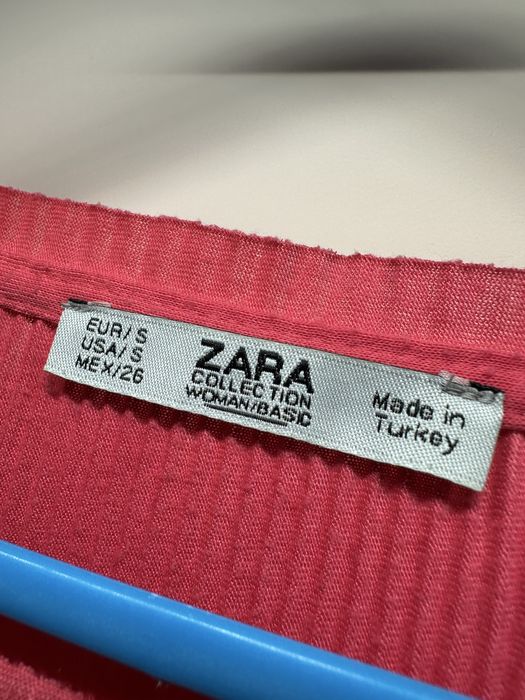 EUR/S
USA/S
MEX/26
ZARA
COLLECTION
WOMAN/BASIC
Made in
Turkey